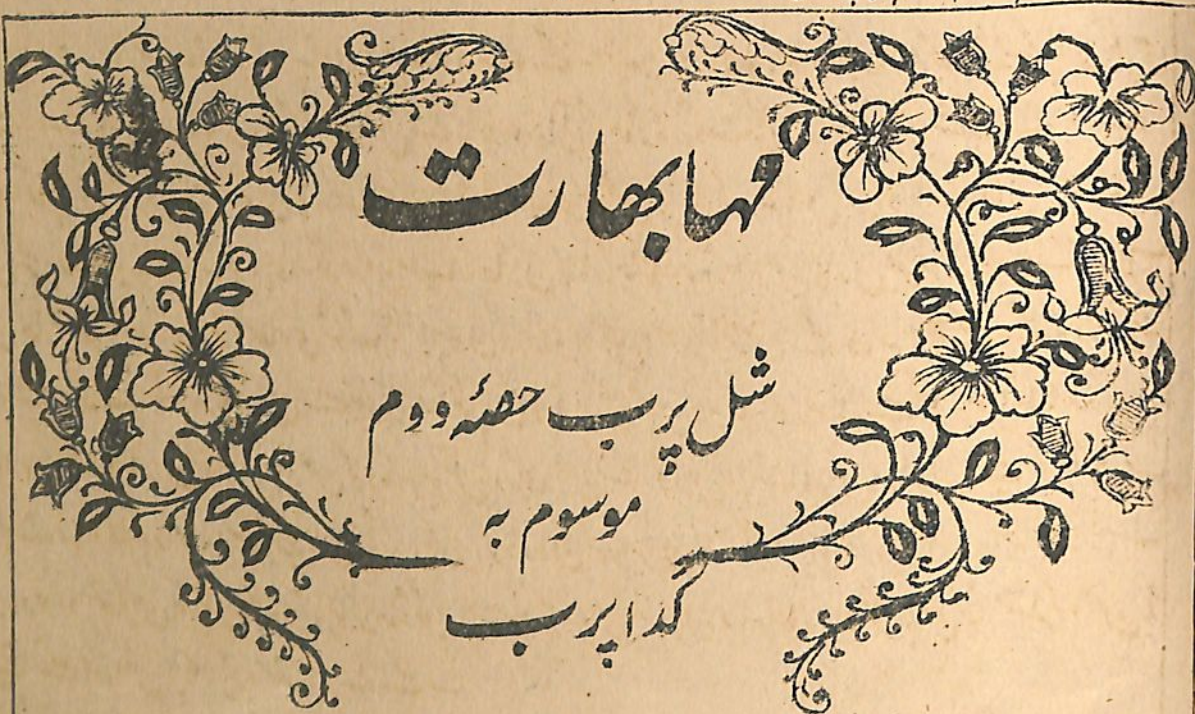 مہابھارت
شل پرب حصۂ دوم
موسوم بہ
گدا پرب